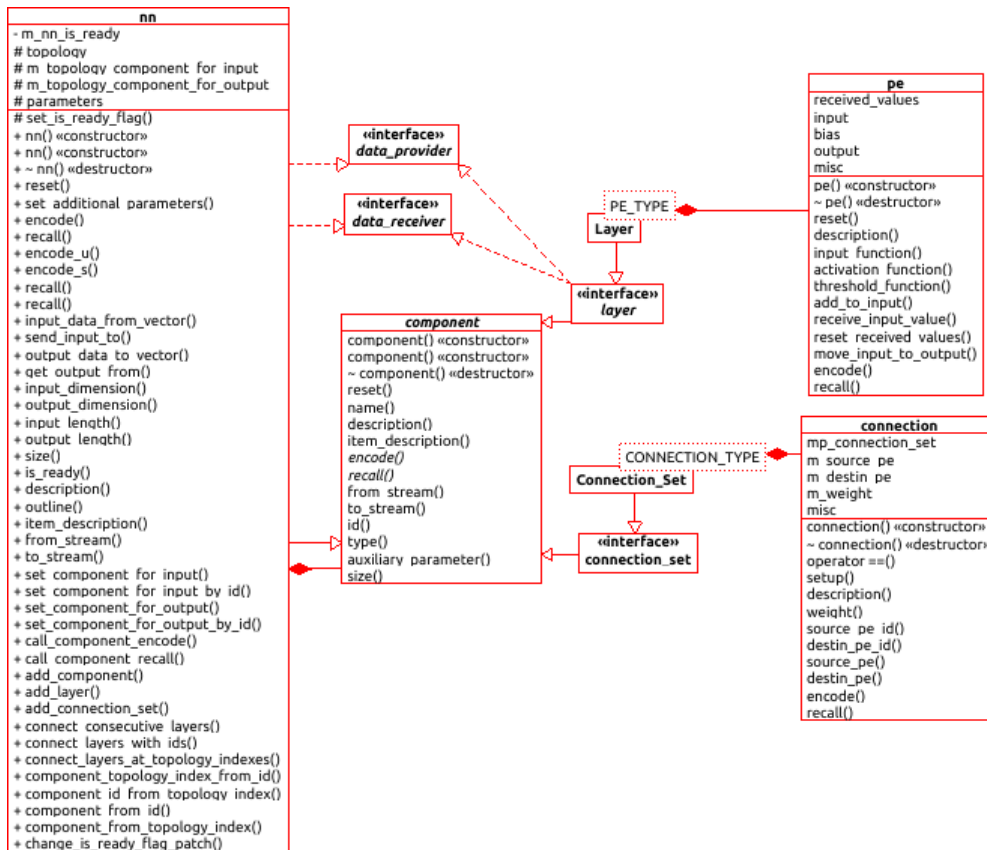 nn
- m_nn_is_ready
# topology
# m_topology_component_for_input
# m_topology_component_for_output
# parameters
# set_is_ready_flag()
+ nn() «constructor»
+ nn() «constructor»
+ ~ nn() «destructor»
+ reset()
+ set_additional_parameters()
+ encode()
+ recall()
+ encode_u()
+ encode_s()
+ recall()
+ recall()
+ input_data_from_vector()
+ send_input_to()
+ output_data_to_vector()
+ get_output_from()
+ input_dimension()
+ output_dimension()
+ input_length()
+ output_length()
+ size()
+ is_ready()
+ description()
+ outline()
+ item_description()
+ from_stream()
+ to_stream()
+ set_component_for_input()
+ set_component_for_input_by_id()
+ set_component_for_output()
+ set_component_for_output_by_id()
+ call_component_encode()
+ call_component_recall()
+ add_component()
+ add_layer()
+ add_connection_set()
+ connect_consecutive_layers()
+ connect_layers_with_ids()
+ connect_layers_at_topology_indexes()
+ component_topology_index_from_id()
+ component_id_from_topology_index()
+ component_from_id()
+ component_from_topology_index()
+ change_is_ready_flag_patch()
«interface»
data_provider
«interface»
data_receiver
PE_TYPE
Layer
«interface»
layer
component
component() «constructor»
component() «constructor»
~ component() «destructor»
reset()
name()
description()
item_description()
encode()
recall()
from_stream()
to_stream()
id()
type()
auxiliary_parameter()
size()
CONNECTION_TYPE
Connection_Set
«interface»
connection_set
pe
received_values
input
bias
output
misc
pe() «constructor»
~ pe() «destructor»
reset()
description()
input_function()
activation_function()
threshold_function()
add_to_input()
receive_input_value()
reset_received_values()
move_input_to_output()
encode()
recall()
connection
mp_connection_set
m_source_pe
m_destin_pe
m_weight
misc
connection() «constructor»
~ connection() «destructor»
operator ==()
setup()
description()
weight()
source_pe_id()
destin_pe_id()
source_pe()
destin_pe()
encode()
recall()